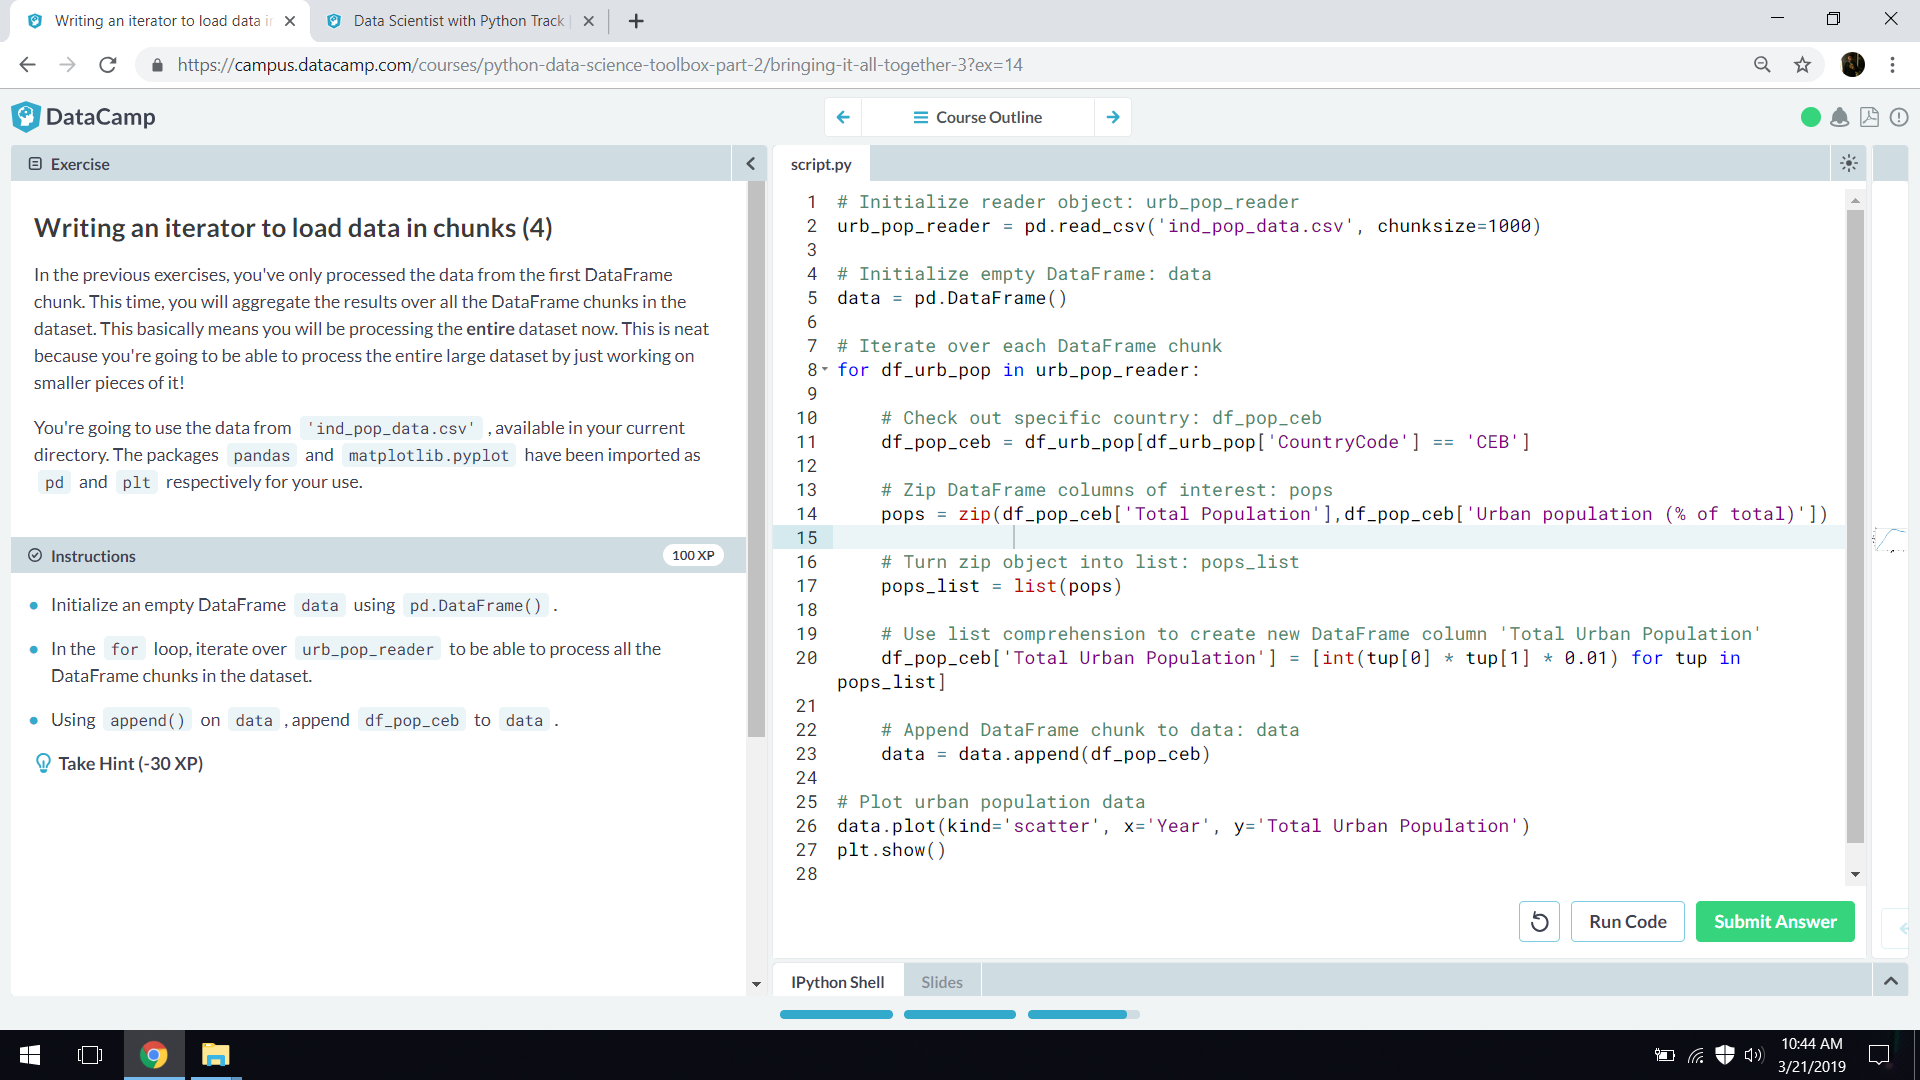 Writing an iterator to load data in
Data Scientist with Python Track
https://campus.datacamp.com/courses/python-data-science-toolbox-part-2/bringing-it-all-together-3?ex=14
DataCamp
Course Outline
Exercise
Writing an iterator to load data in chunks (4)
In the previous exercises, you've only processed the data from the first DataFrame
chunk. This time, you will aggregate the results over all the DataFrame chunks in the
dataset. This basically means you will be processing the entire dataset now. This is neat
because you're going to be able to process the entire large dataset by just working on
smaller pieces of it!
You're going to use the data from 'ind_pop_data.csv' , available in your current
directory. The packages pandas and matplotlib.pyplot have been imported as
pd and plt respectively for your use.
Instructions
100 XP
Initialize an empty DataFrame data using pd.DataFrame() .
In the for loop, iterate over urb_pop_reader to be able to process all the
DataFrame chunks in the dataset.
Using append() on data , append df_pop_ceb to data .
Take Hint (-30 XP)
script.py
1 # Initialize reader object: urb_pop_reader
2 urb_pop_reader = pd.read_csv('ind_pop_data.csv', chunksize=1000)
3
4 # Initialize empty DataFrame: data
5 data = pd.DataFrame()
6
7 # Iterate over each DataFrame chunk
8 for df_urb_pop in urb_pop_reader:
9
10 # Check out specific country: df_pop_ceb
11 df_pop_ceb = df_urb_pop[df_urb_pop['CountryCode'] == 'CEB']
12
13 # Zip DataFrame columns of interest: pops
14 pops = zip(df_pop_ceb['Total Population'],df_pop_ceb['Urban population (% of total)'])
15
16 # Turn zip object into list: pops_list
17 pops_list = list(pops)
18
19 # Use list comprehension to create new DataFrame column 'Total Urban Population'
20 df_pop_ceb['Total Urban Population'] = [int(tup[0] * tup[1] * 0.01) for tup in
pops_list]
21
22 # Append DataFrame chunk to data: data
23 data = data.append(df_pop_ceb)
24
25 # Plot urban population data
26 data.plot(kind='scatter', x='Year', y='Total Urban Population')
27 plt.show()
28
Run Code
Submit Answer
IPython Shell
Slides
10:44 AM
3/21/2019